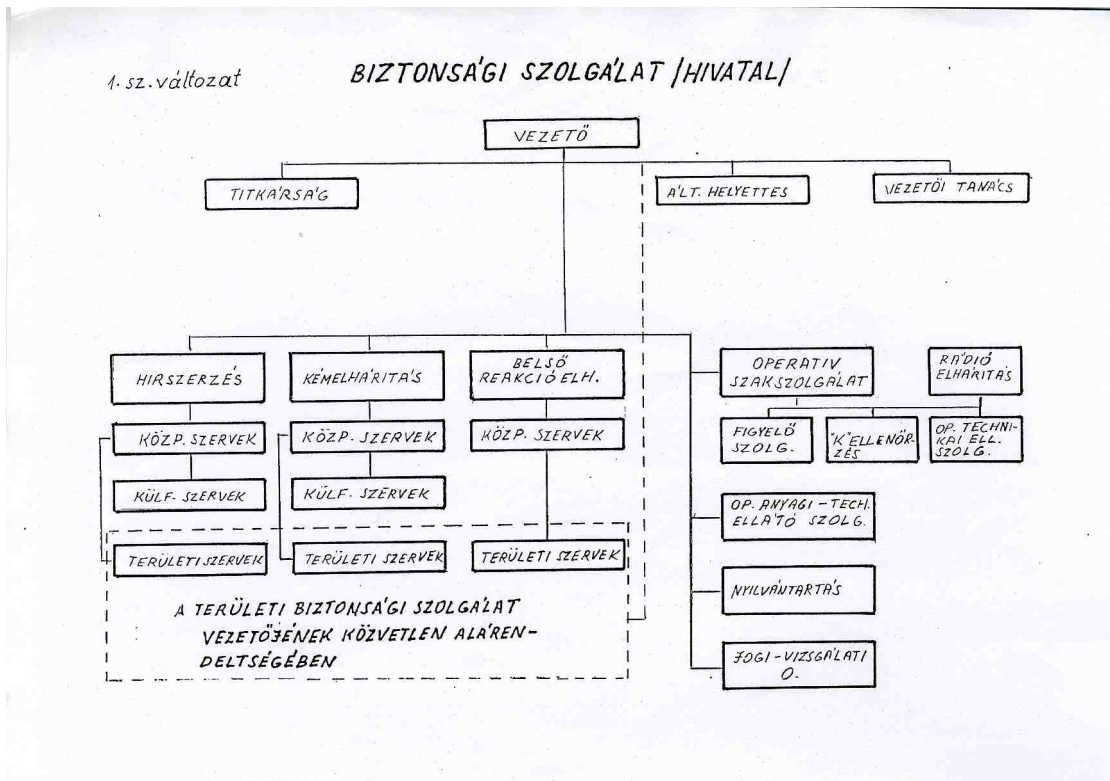 1. sz. változat
BIZTONSÁGI SZOLGÁLAT /HIVATAL/
VEZETŐ
TITKÁRSÁG
ÁLT. HELYETTES
VEZETŐI TANÁCS
HIRSZERZÉS
KÉMELHÁRITÁS
BELSŐ
REAKCIÓ ELH.
OPERATIV
SZAKSZOLGÁLAT
RÁDIÓ
ELHÁRITÁS
KÖZP. SZERVEK
KÖZP. SZERVEK
KÖZP. SZERVEK
FIGYELŐ
SZOLG.
"K" ELLENŐR-
ZÉS
OP. TECHNI-
KAI ELL.
SZOLG.
KÜLF. SZERVEK
KÜLF. SZERVEK
OP. ANYAGI-TECH.
ELLÁTÓ SZOLG.
TERÜLETI SZERVEK
TERÜLETI SZERVEK
TERÜLETI SZERVEK
NYILVÁNTARTÁS
A TERÜLETI BIZTONSÁGI SZOLGÁLAT
VEZETŐJÉNEK KÖZVETLEN ALÁREN-
DELTSÉGÉBEN
JOGI-VIZSGÁLATI
O.